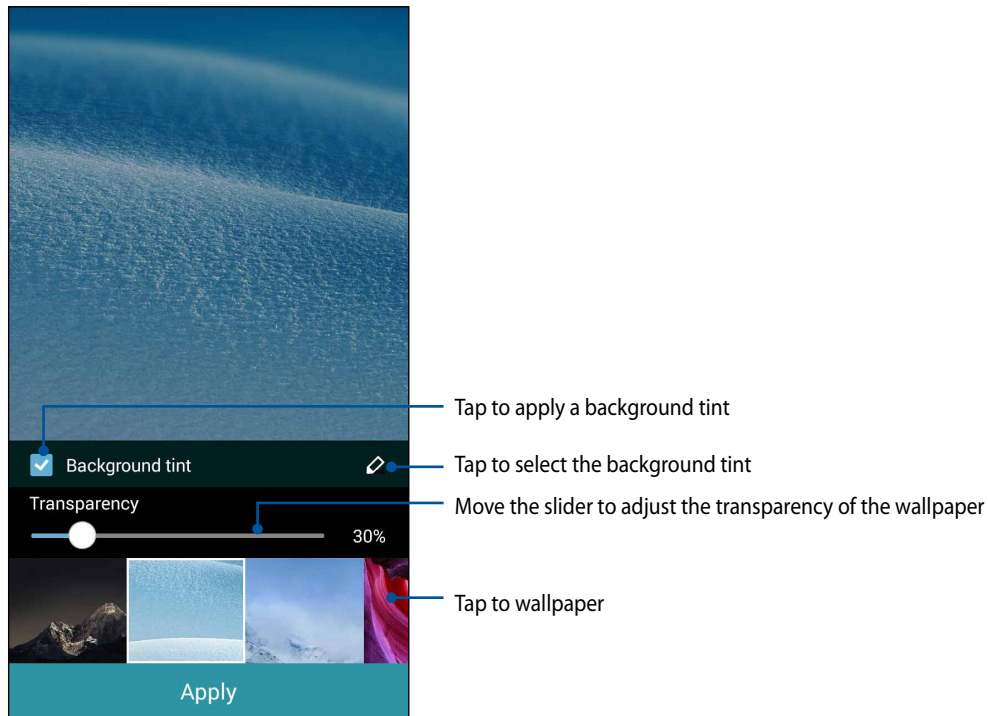 Tap to apply a background tint
Background tint
Tap to select the background tint
Transparency
Move the slider to adjust the transparency of the wallpaper
30%
Tap to wallpaper
Apply